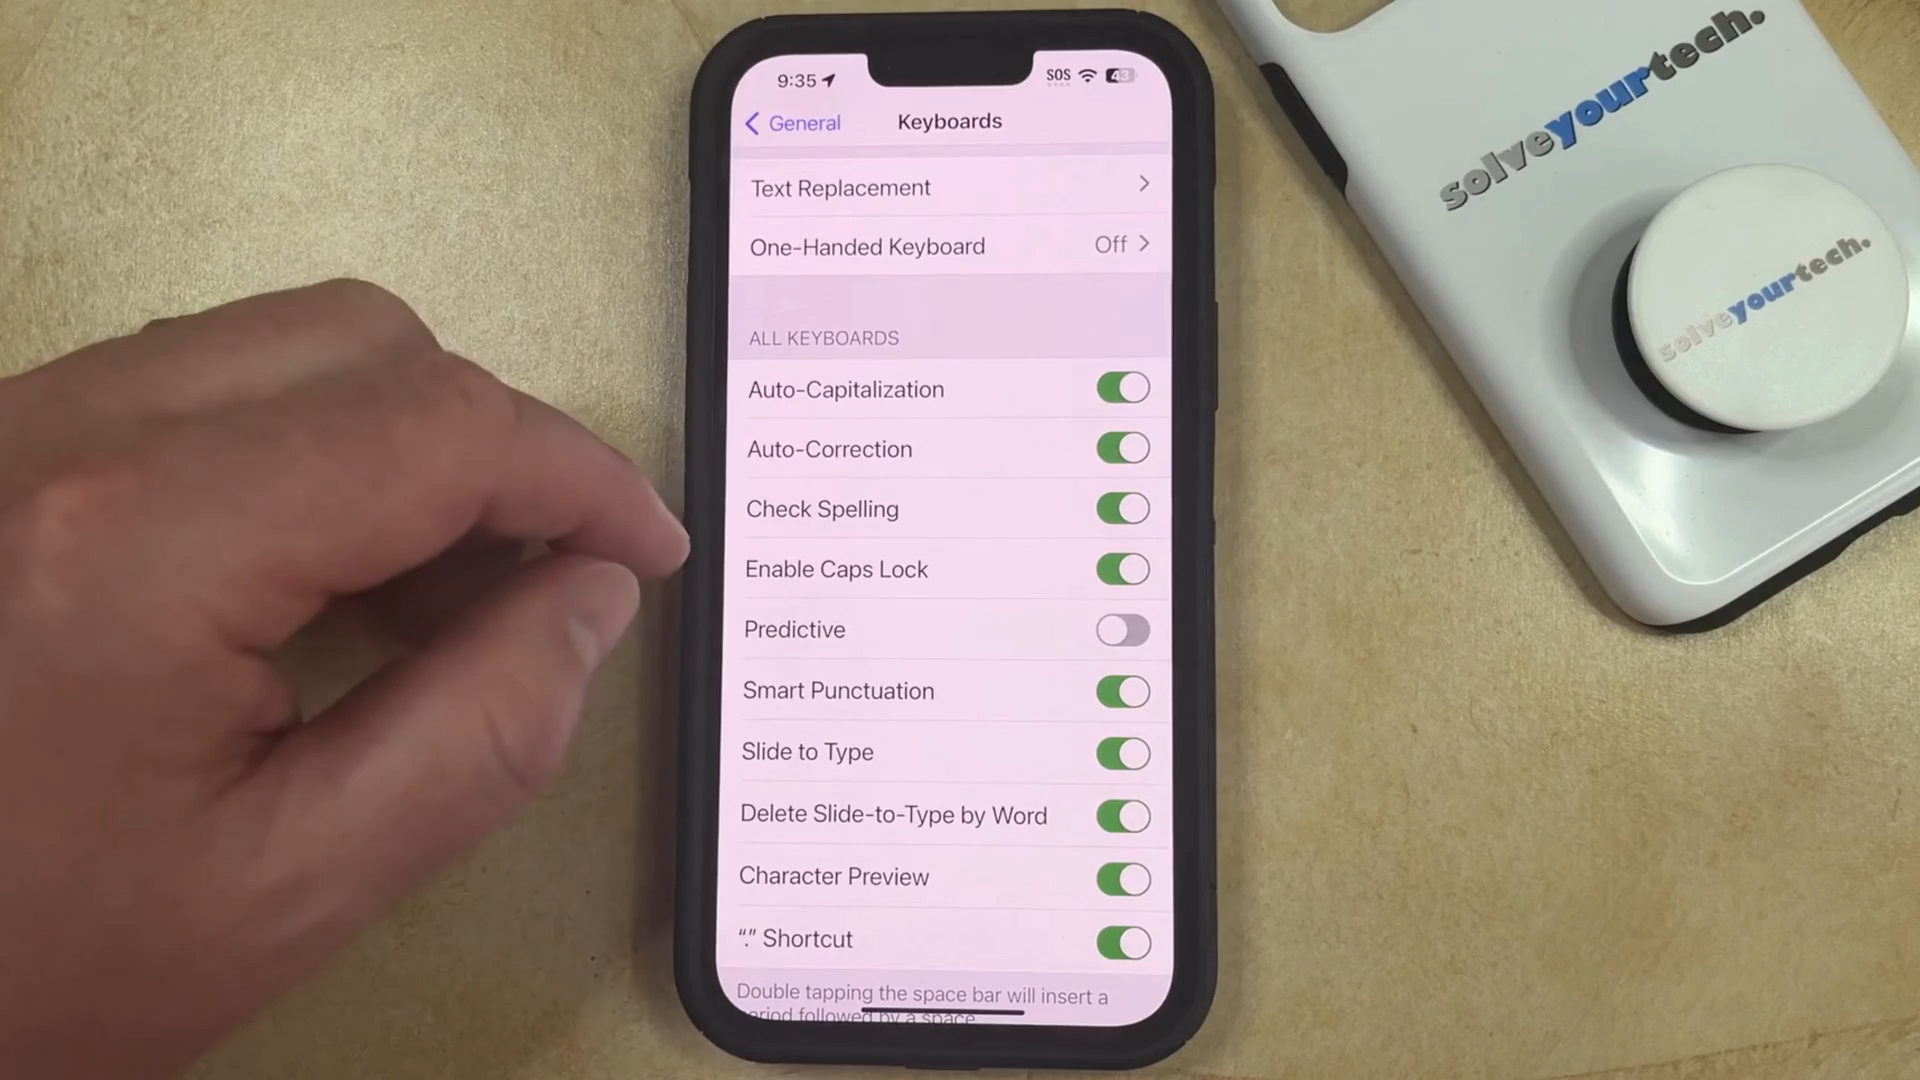 9:35
SOS
43
General
Keyboards
Text Replacement
One-Handed Keyboard Off
ALL KEYBOARDS
Auto-Capitalization
Auto-Correction
Check Spelling
Enable Caps Lock
Predictive
Smart Punctuation
Slide to Type
Delete Slide-to-Type by Word
Character Preview
“.” Shortcut
Double tapping the space bar will insert a
period followed by a space
solveyourtech.
solveyourtech.